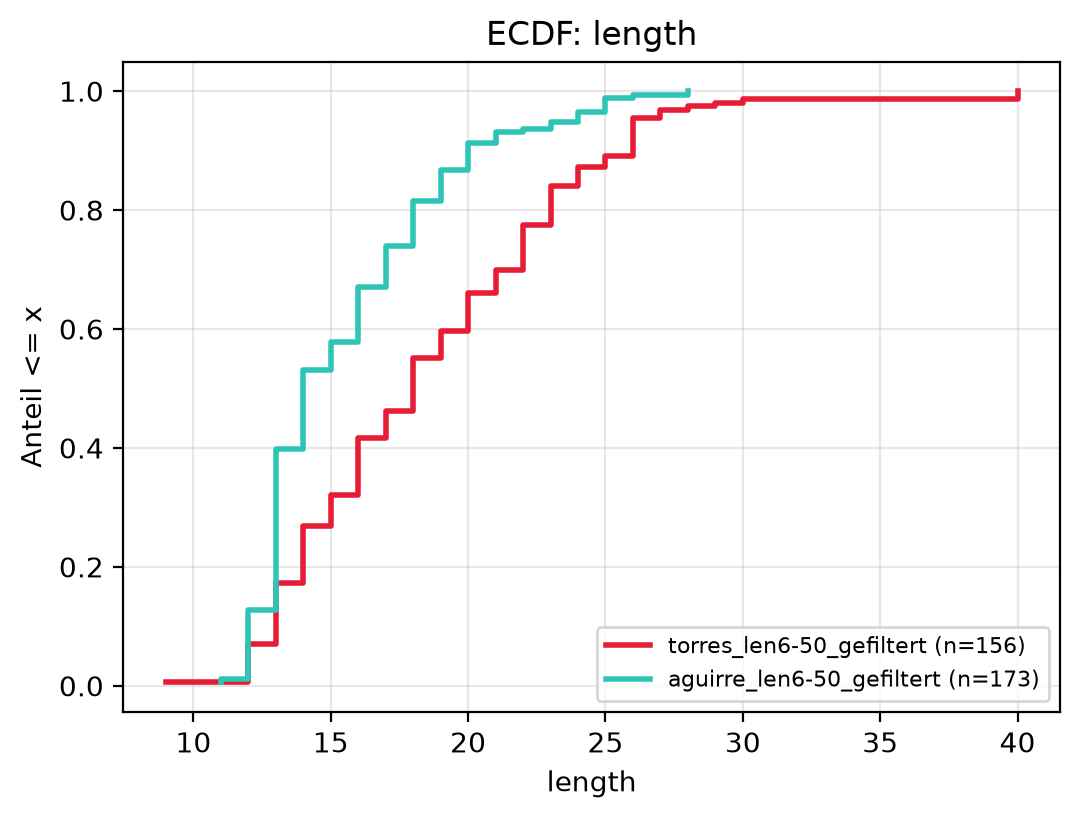 ECDF: length
Anteil <= x
1.0
0.8
0.6
0.4
0.2
0.0
torres_len6-50_gefiltert (n=156)
aguirre_len6-50_gefiltert (n=173)
10 15 20 25 30 35 40
length